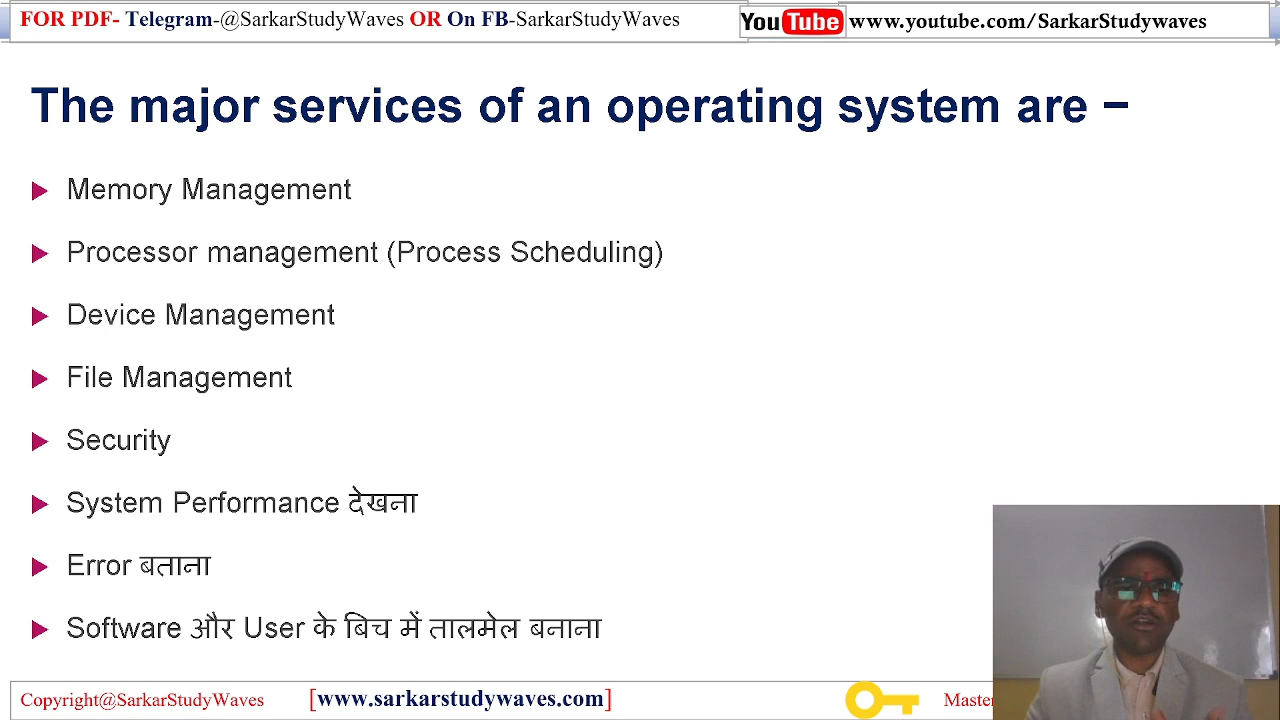 FOR PDF- Telegram-@SarkarStudyWaves OR On FB-SarkarStudyWaves
YouTube www.youtube.com/SarkarStudywaves
The major services of an operating system are −
Memory Management
Processor management (Process Scheduling)
Device Management
File Management
Security
System Performance देखना
Error बताना
Software और User के बिच में तालमेल बनाना
Copyright@SarkarStudyWaves [www.sarkarstudywaves.com] Master